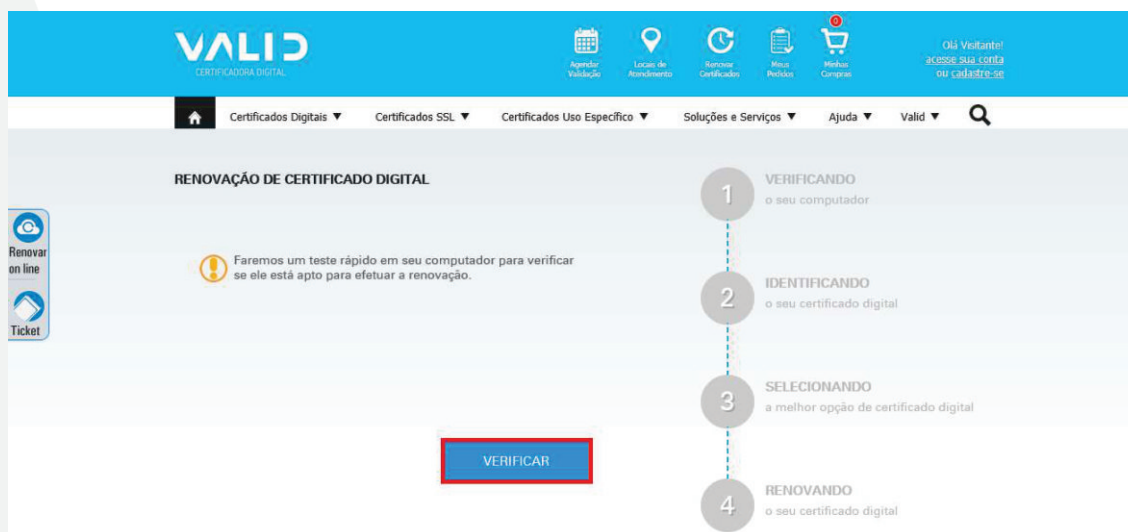 VALID
CERTIFICADORA DIGITAL
Agendar
Validação
Locais de
Atendimento
Renovar
Certificados
Meus
Pedidos
0
Minhas
Compras
Olá Visitante!
acesse sua conta
ou cadastre-se
Certificados Digitais ▼
Certificados SSL ▼
Certificados Uso Específico ▼
Soluções e Serviços ▼
Ajuda ▼
Valid ▼
Renovar
on line
Ticket
RENOVAÇÃO DE CERTIFICADO DIGITAL
Faremos um teste rápido em seu computador para verificar
se ele está apto para efetuar a renovação.
VERIFICAR
1
VERIFICANDO
o seu computador
2
IDENTIFICANDO
o seu certificado digital
3
SELECIONANDO
a melhor opção de certificado digital
4
RENOVANDO
o seu certificado digital